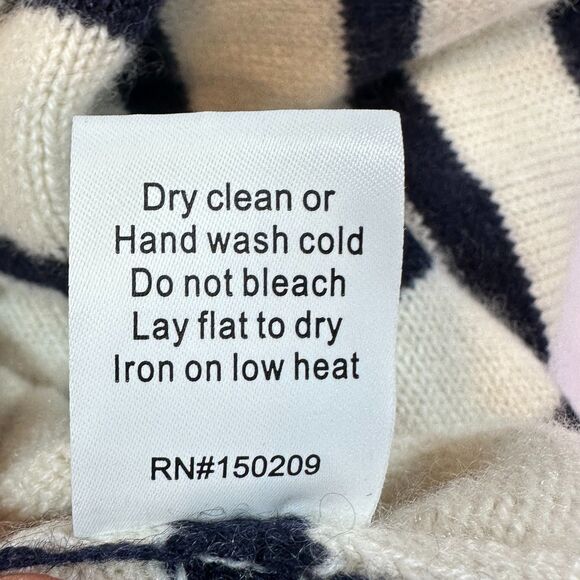 Dry clean or
Hand wash cold
Do not bleach
Lay flat to dry
Iron on low heat
RN#150209